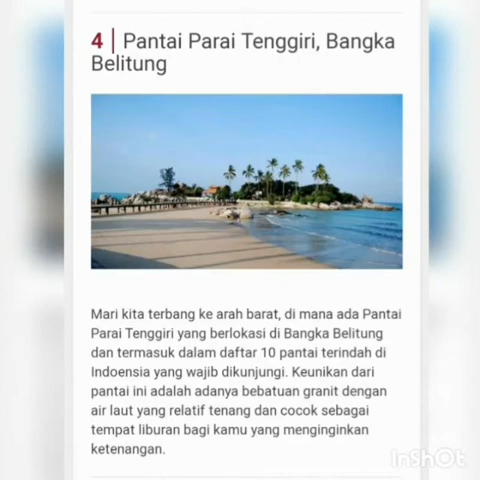 4 | Pantai Parai Tenggiri, Bangka
Belitung
Mari kita terbang ke arah barat, di mana ada Pantai
Parai Tenggiri yang berlokasi di Bangka Belitung
dan termasuk dalam daftar 10 pantai terindah di
Indoensia yang wajib dikunjungi. Keunikan dari
pantai ini adalah adanya bebatuan granit dengan
air laut yang relatif tenang dan cocok sebagai
tempat liburan bagi kamu yang menginginkan
ketenangan.
InShOt